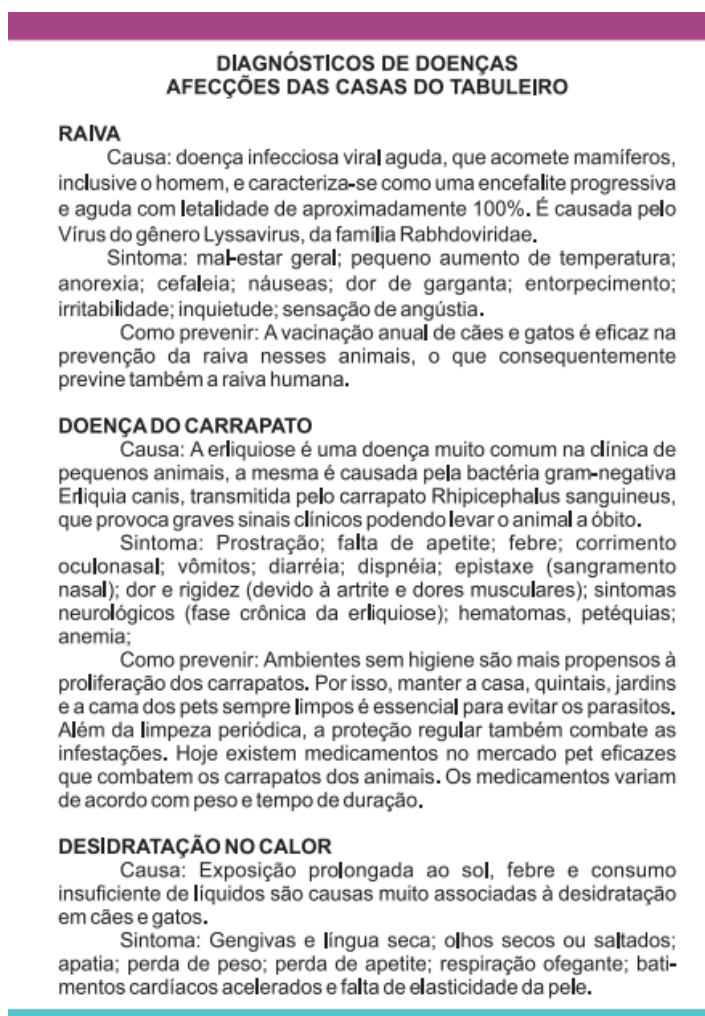 DIAGNÓSTICOS DE DOENÇAS
AFECÇÕES DAS CASAS DO TABULEIRO
RAIVA
Causa: doença infecciosa viral aguda, que acomete mamíferos,
inclusive o homem, e caracteriza-se como uma encefalite progressiva
e aguda com letalidade de aproximadamente 100%. É causada pelo
Vírus do gênero Lyssavirus, da família Rabhdoviridae.
Sintoma: mal-estar geral; pequeno aumento de temperatura;
anorexia; cefaleia; náuseas; dor de garganta; entorpecimento;
irritabilidade; inquietude; sensação de angústia.
Como prevenir: A vacinação anual de cães e gatos é eficaz na
prevenção da raiva nesses animais, o que consequentemente
previne também a raiva humana.
DOENÇA DO CARRAPATO
Causa: A erliquiose é uma doença muito comum na clínica de
pequenos animais, a mesma é causada pela bactéria gram-negativa
Erliquia canis, transmitida pelo carrapato Rhipicephalus sanguineus,
que provoca graves sinais clínicos podendo levar o animal a óbito.
Sintoma: Prostração; falta de apetite; febre; corrimento
oculonasal; vômitos; diarréia; dispnéia; epistaxe (sangramento
nasal); dor e rigidez (devido à artrite e dores musculares); sintomas
neurológicos (fase crônica da erliquiose); hematomas, petéquias;
anemia;
Como prevenir: Ambientes sem higiene são mais propensos à
proliferação dos carrapatos. Por isso, manter a casa, quintais, jardins
e a cama dos pets sempre limpos é essencial para evitar os parasitos.
Além da limpeza periódica, a proteção regular também combate as
infestações. Hoje existem medicamentos no mercado pet eficazes
que combatem os carrapatos dos animais. Os medicamentos variam
de acordo com peso e tempo de duração.
DESIDRATAÇÃO NO CALOR
Causa: Exposição prolongada ao sol, febre e consumo
insuficiente de líquidos são causas muito associadas à desidratação
em cães e gatos.
Sintoma: Gengivas e língua seca; olhos secos ou saltados;
apatia; perda de peso; perda de apetite; respiração ofegante; bati-
mentos cardíacos acelerados e falta de elasticidade da pele.